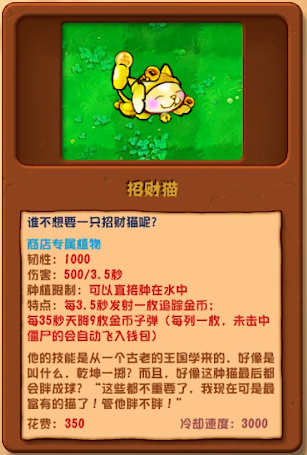 招财猫
谁不想要一只招财猫呢?
商店专属植物
韧性: 1000
伤害: 500/3.5秒
种植限制: 可以直接种在水中
特点: 每3.5秒发射一枚追踪金币;
每35秒天降9枚金币子弹（每列一枚，未击中
僵尸的会自动飞入钱包）
他的技能是从一个古老的王国学来的，好像是
叫什么，乾坤一掷? 而且，好像这种猫最后都
会胖成球? “这些都不重要了，我现在可是最
富有的猫了! 管他胖不胖!”
花费: 350 冷却速度: 3000